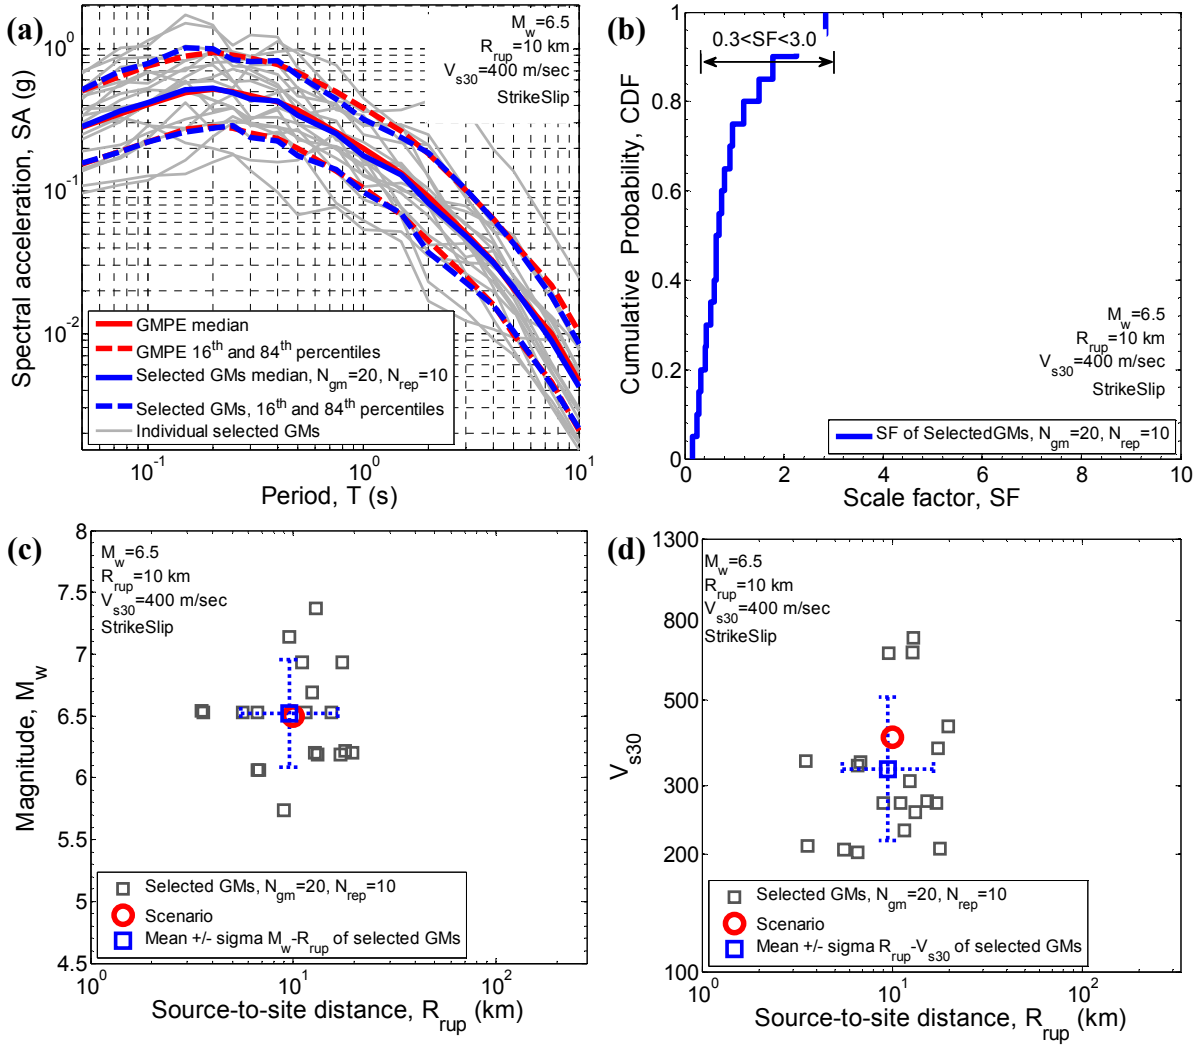 (a)
Spectral acceleration, SA (g)
10^0
10^-1
10^-2
M_w=6.5
R_rup=10 km
V_s30=400 m/sec
StrikeSlip
GMPE median
GMPE 16^th and 84^th percentiles
Selected GMs median, N_gm=20, N_rep=10
Selected GMs, 16^th and 84^th percentiles
Individual selected GMs
10^-1
10^0
10^1
Period, T (s)
(b)
Cumulative Probability, CDF
1
0.8
0.6
0.4
0.2
0
0.3<SF<3.0
M_w=6.5
R_rup=10 km
V_s30=400 m/sec
StrikeSlip
SF of SelectedGMs, N_gm=20, N_rep=10
0
2
4
6
8
10
Scale factor, SF
(c)
Magnitude, M_w
8
7.5
7
6.5
6
5.5
5
4.5
M_w=6.5
R_rup=10 km
V_s30=400 m/sec
StrikeSlip
Selected GMs, N_gm=20, N_rep=10
Scenario
Mean +/- sigma M_w-R_rup of selected GMs
10^0
10^1
10^2
Source-to-site distance, R_rup (km)
(d)
V_s30
1300
800
500
300
200
100
M_w=6.5
R_rup=10 km
V_s30=400 m/sec
StrikeSlip
Selected GMs, N_gm=20, N_rep=10
Scenario
Mean +/- sigma R_rup-V_s30 of selected GMs
10^0
10^1
10^2
Source-to-site distance, R_rup (km)